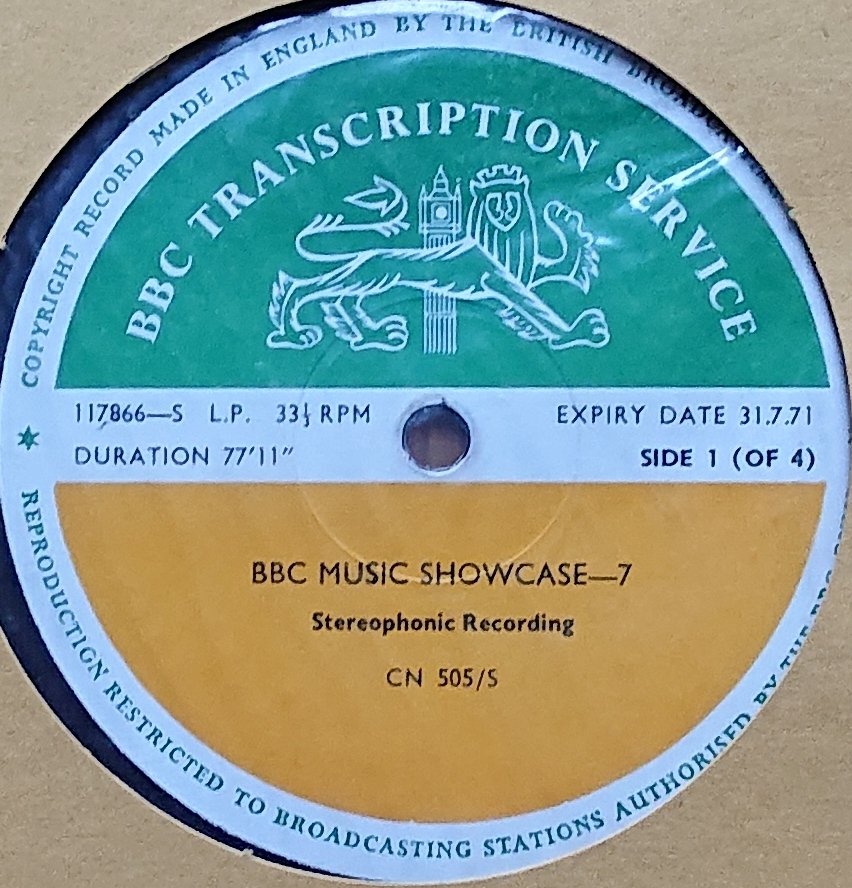 COPYRIGHT RECORD MADE IN ENGLAND BY THE BRITISH
BBC TRANSCRIPTION SERVICE
117866—S L.P. 33⅓ RPM
EXPIRY DATE 31.7.71
DURATION 77'11"
SIDE 1 (OF 4)
BBC MUSIC SHOWCASE—7
Stereophonic Recording
CN 505/S
REPRODUCTION RESTRICTED TO BROADCASTING STATIONS AUTHORISED BY THE BBC